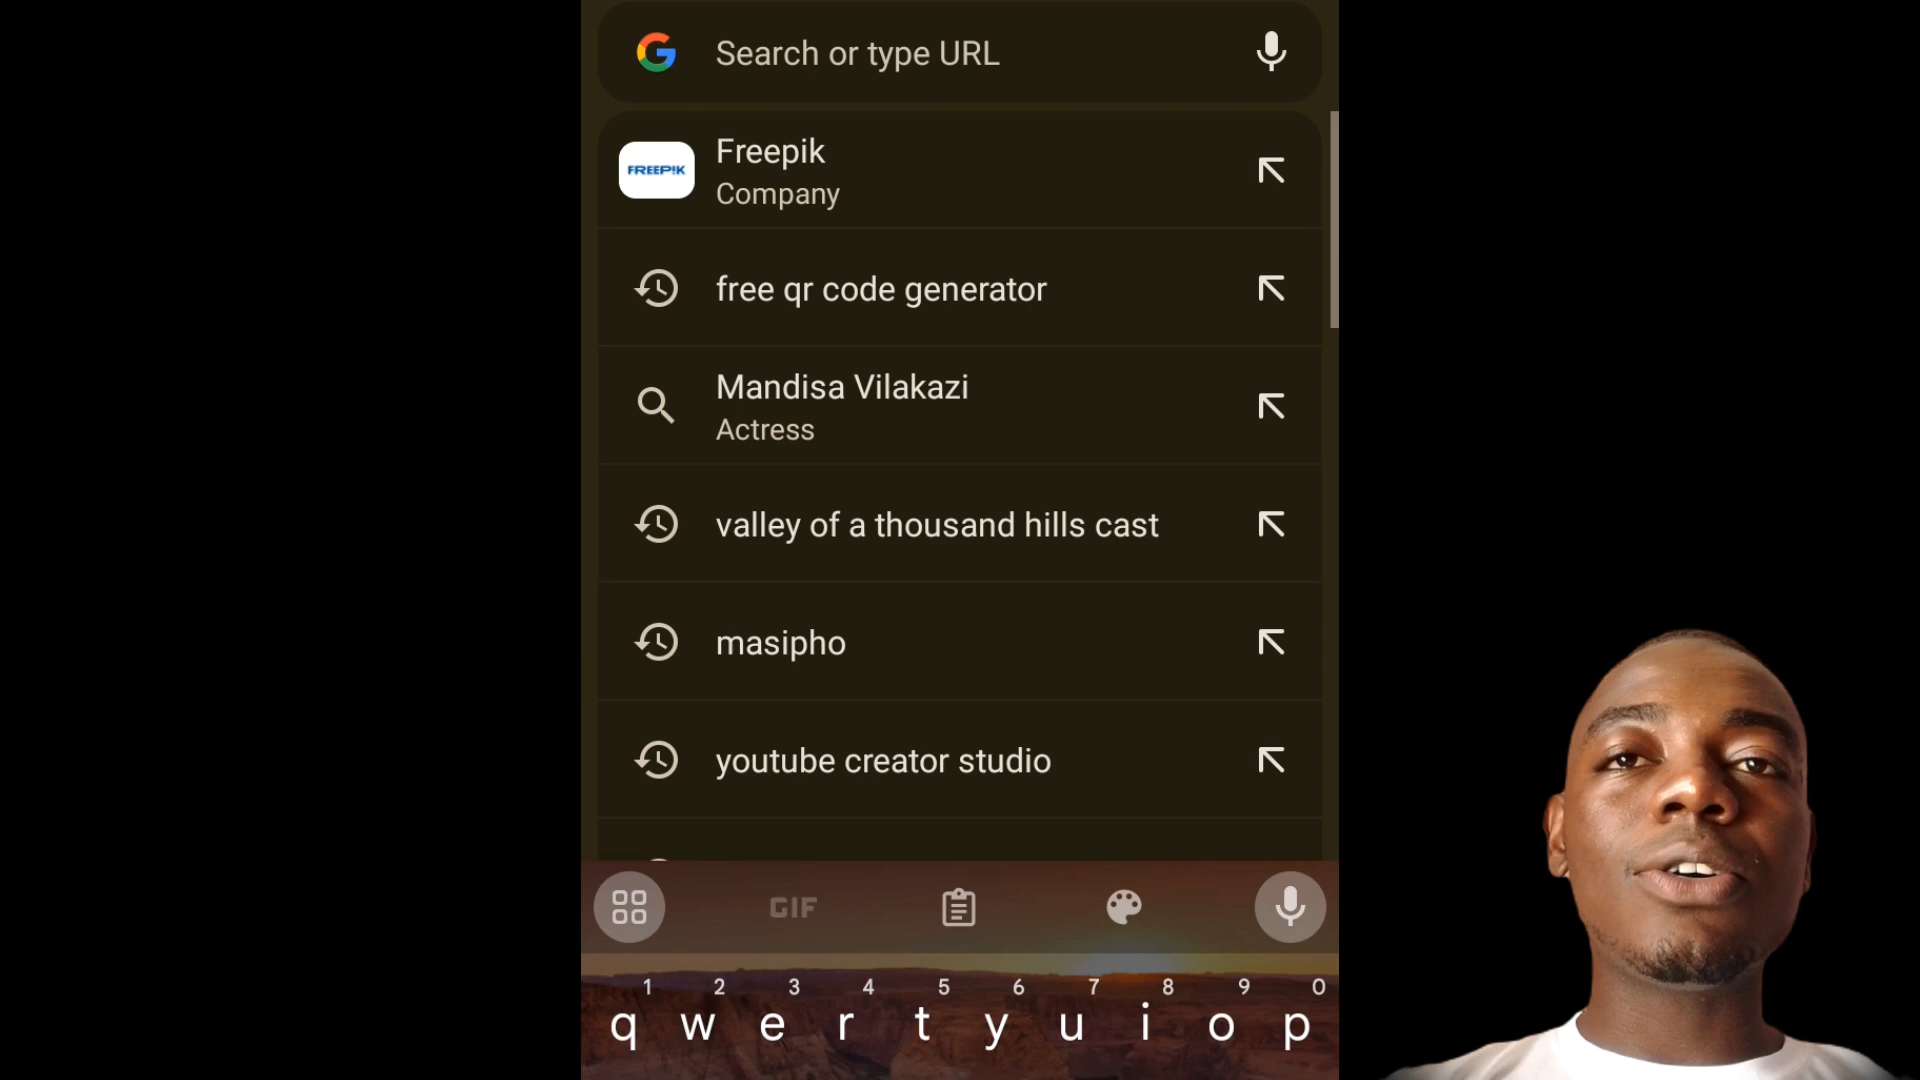 Search or type URL
FREEP!K
Freepik
Company
free qr code generator
Mandisa Vilakazi
Actress
valley of a thousand hills cast
masipho
youtube creator studio
GIF
1 2 3 4 5 6 7 8 9 0
q w e r t y u i o p